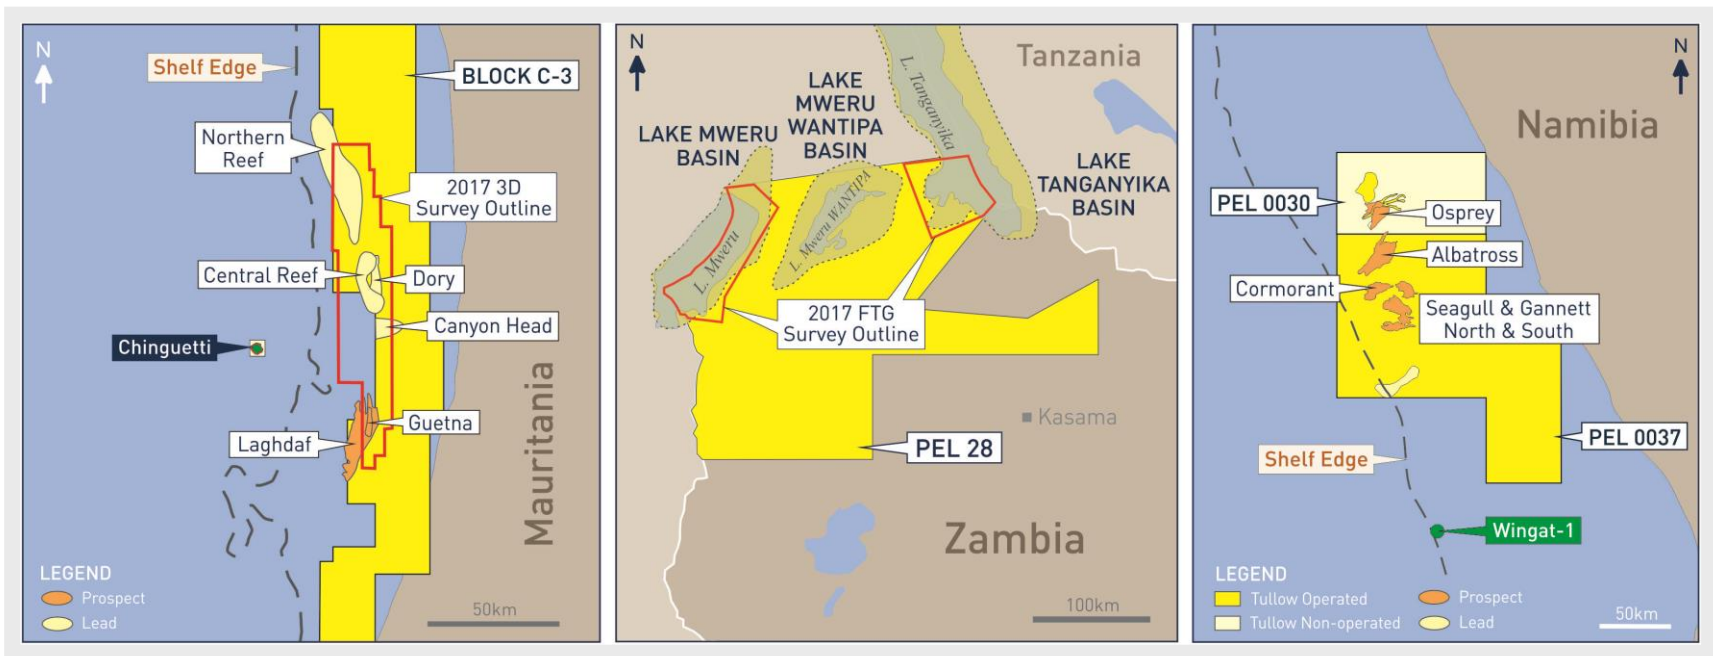 N
Shelf Edge
BLOCK C-3
Northern
Reef
2017 3D
Survey Outline
Central Reef
Dory
Canyon Head
Chinguetti
Guetna
Laghdaf
Mauritania
LEGEND
Prospect
Lead
50km
N
Tanzania
LAKE
MWERU
WANTIPA
BASIN
LAKE MWERU
BASIN
L. Tanganyika
LAKE
TANGANYIKA
BASIN
L. Mweru WANTIPA
L. Mweru
2017 FTG
Survey Outline
Kasama
PEL 28
Zambia
100km
N
Namibia
PEL 0030
Osprey
Albatross
Cormorant
Seagull & Gannett
North & South
PEL 0037
Shelf Edge
Wingat-1
LEGEND
Tullow Operated
Prospect
Tullow Non-operated
Lead
50km